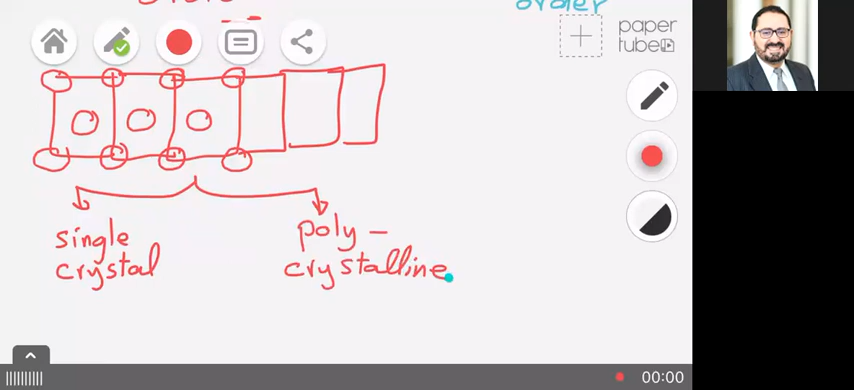 order
paper
tube
single
crystal
poly -
crystalline
00:00